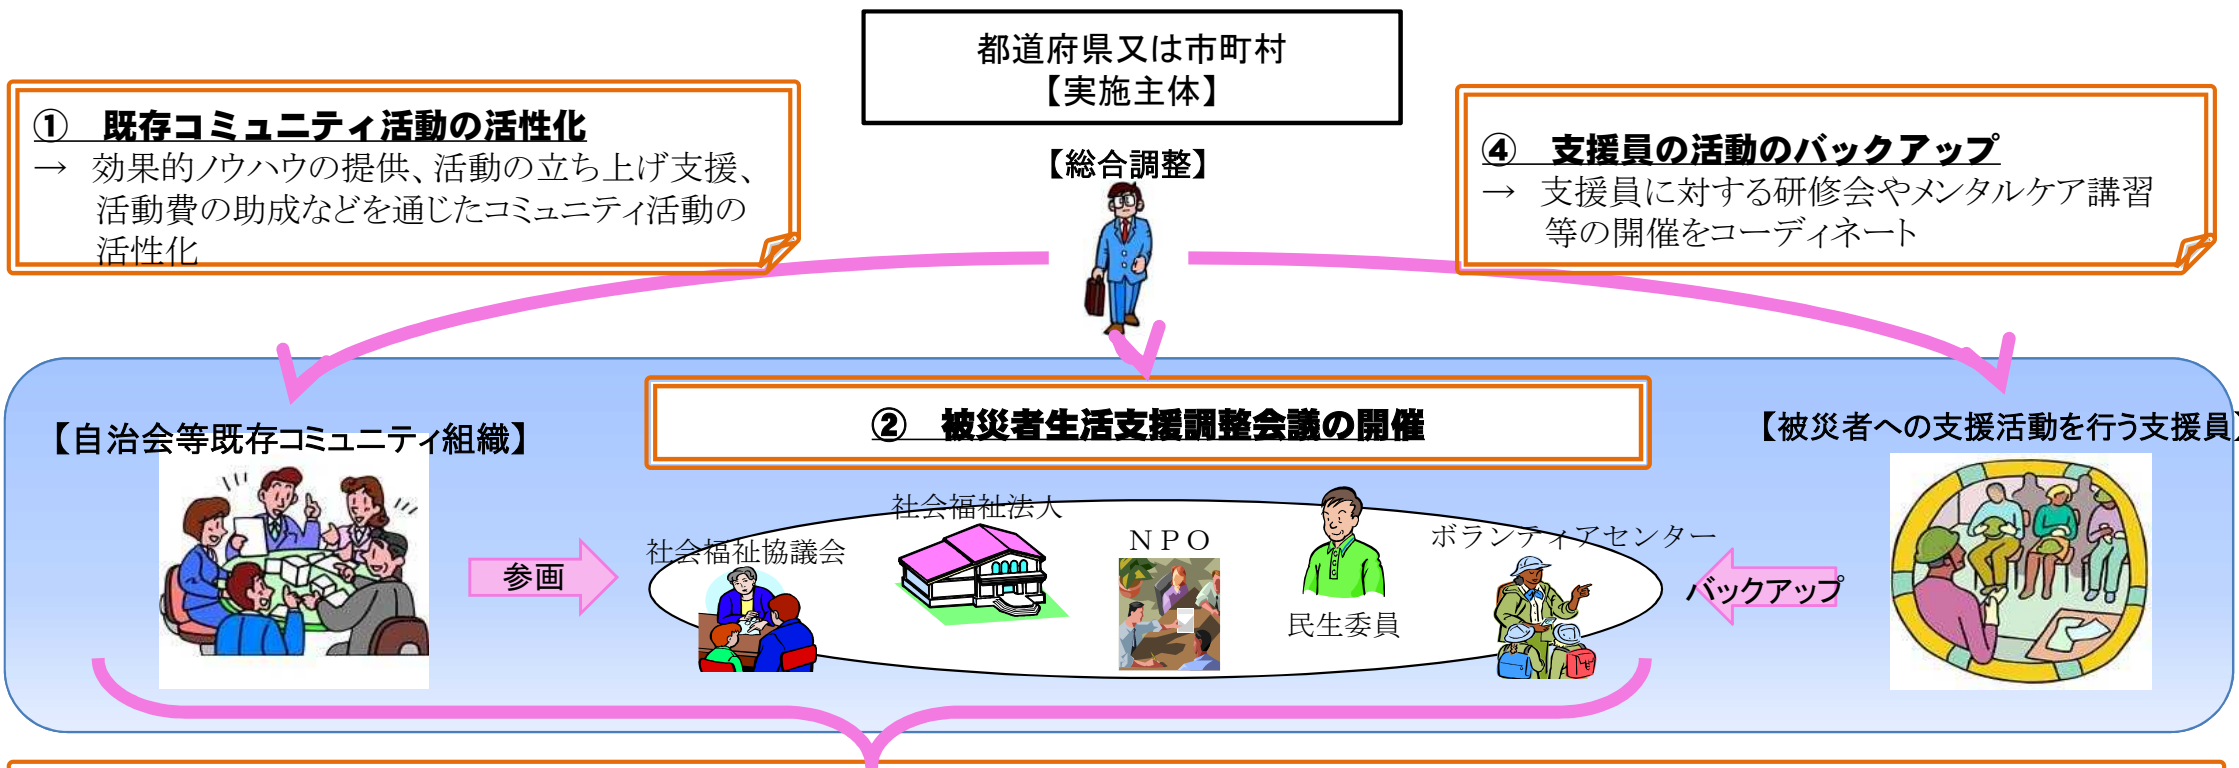 都道府県又は市町村
【実施主体】
① 既存コミュニティ活動の活性化
→ 効果的ノウハウの提供、活動の立ち上げ支援、
活動費の助成などを通じたコミュニティ活動の
活性化
【総合調整】
④ 支援員の活動のバックアップ
→ 支援員に対する研修会やメンタルケア講習
等の開催をコーディネート
【自治会等既存コミュニティ組織】
② 被災者生活支援調整会議の開催
【被災者への支援活動を行う支援員】
参画
社会福祉協議会
社会福祉法人
NPO
民生委員
ボランティアセンター
バックアップ